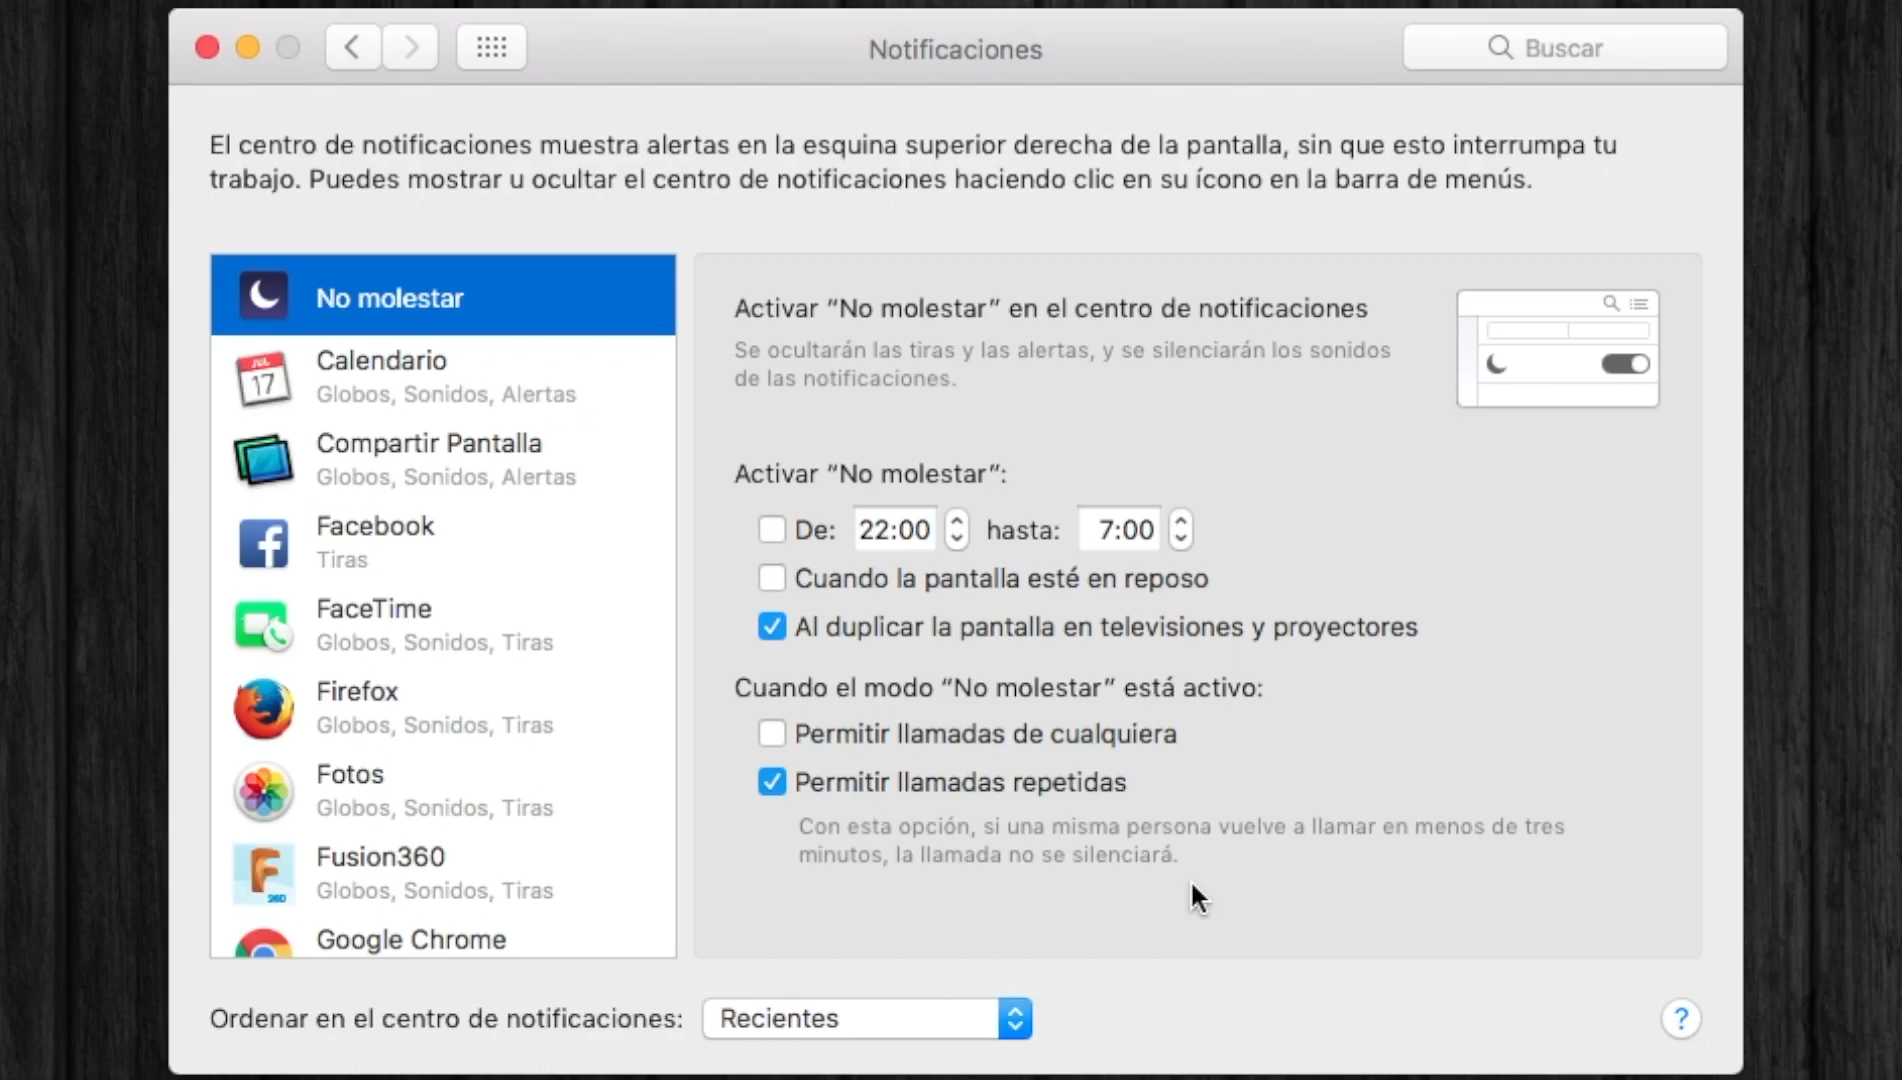 Notificaciones
Buscar
El centro de notificaciones muestra alertas en la esquina superior derecha de la pantalla, sin que esto interrumpa tu
trabajo. Puedes mostrar u ocultar el centro de notificaciones haciendo clic en su ícono en la barra de menús.
No molestar
JUL
17
Calendario
Globos, Sonidos, Alertas
Compartir Pantalla
Globos, Sonidos, Alertas
Facebook
Tiras
FaceTime
Globos, Sonidos, Tiras
Firefox
Globos, Sonidos, Tiras
Fotos
Globos, Sonidos, Tiras
F
360
Fusion360
Globos, Sonidos, Tiras
Google Chrome
Activar “No molestar” en el centro de notificaciones
Se ocultarán las tiras y las alertas, y se silenciarán los sonidos
de las notificaciones.
Activar “No molestar”:
De: 22:00 hasta: 7:00
Cuando la pantalla esté en reposo
Al duplicar la pantalla en televisiones y proyectores
Cuando el modo “No molestar” está activo:
Permitir llamadas de cualquiera
Permitir llamadas repetidas
Con esta opción, si una misma persona vuelve a llamar en menos de tres
minutos, la llamada no se silenciará.
Ordenar en el centro de notificaciones: Recientes
?